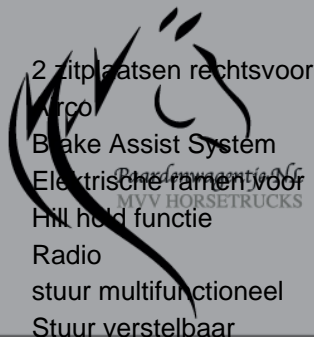 2 zitplaatsen rechtsvoor
Airco
Brake Assist System
Elektrische ramen voor
Paardenwagentje.NL
MVV HORSETRUCKS
Hill hold functie
Radio
stuur multifunctioneel
Stuur verstelbaar